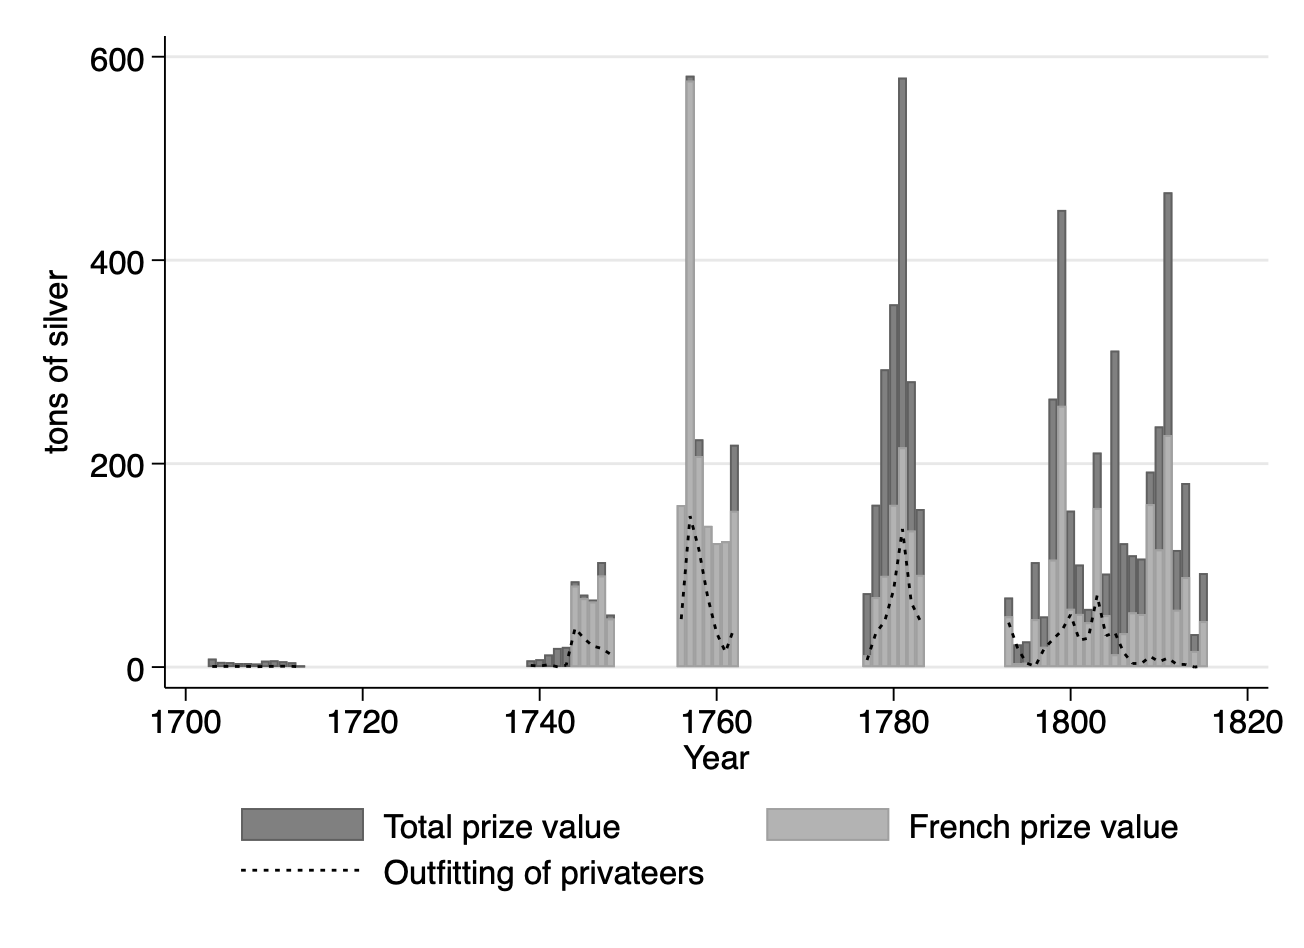 600
400
200
0
tons of silver
1700 1720 1740 1760 1780 1800 1820
Year
Total prize value French prize value
Outfitting of privateers